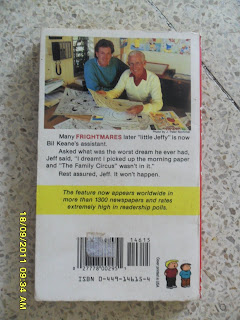 Many FRIGHTMARES later "little Jeffy" is now
Bil Keane's assistant.
Asked what was the worst dream he ever had,
Jeff said, "I dreamt I picked up the morning paper
and "The Family Circus" wasn't in it."
Rest assured, Jeff. It won't happen.
The feature now appears worldwide in
more than 1300 newspapers and rates
extremely high in readership polls.
14615
ISBN 0-449-14615-4
18/09/2011 09:34 AM